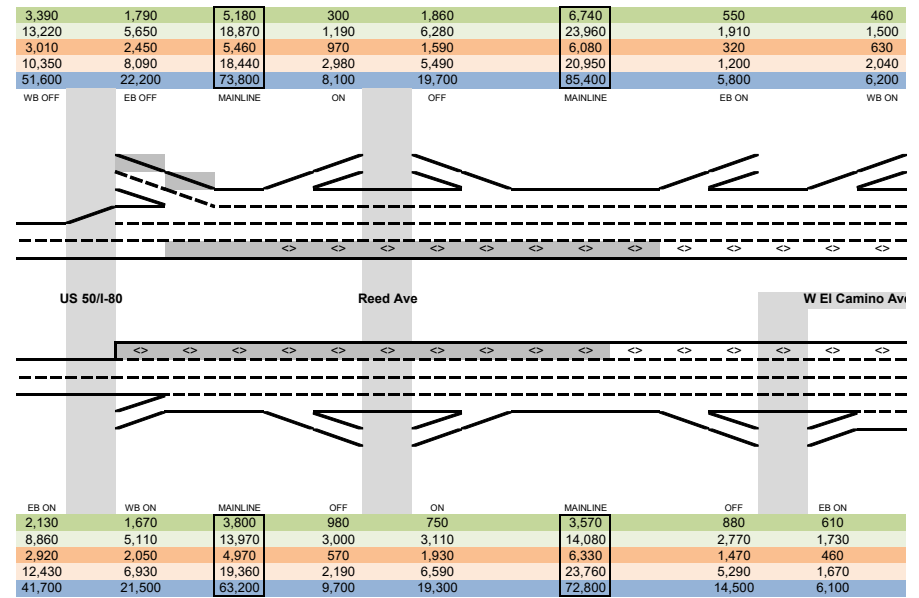 3,390 1,790 5,180 300 1,860 6,740 550 460
13,220 5,650 18,870 1,190 6,280 23,960 1,910 1,500
3,010 2,450 5,460 970 1,590 6,080 320 630
10,350 8,090 18,440 2,980 5,490 20,950 1,200 2,040
51,600 22,200 73,800 8,100 19,700 85,400 5,800 6,200
WB OFF EB OFF MAINLINE ON OFF MAINLINE EB ON WB ON
<> <> <> <> <> <> <> <> <> <> <> <> <>
US 50/I-80 Reed Ave W El Camino Ave
<> <> <> <> <> <> <> <> <> <> <> <> <> <> <> <>
EB ON WB ON MAINLINE OFF ON MAINLINE OFF EB ON
2,130 1,670 3,800 980 750 3,570 880 610
8,860 5,110 13,970 3,000 3,110 14,080 2,770 1,730
2,920 2,050 4,970 570 1,930 6,330 1,470 460
12,430 6,930 19,360 2,190 6,590 23,760 5,290 1,670
41,700 21,500 63,200 9,700 19,300 72,800 14,500 6,100